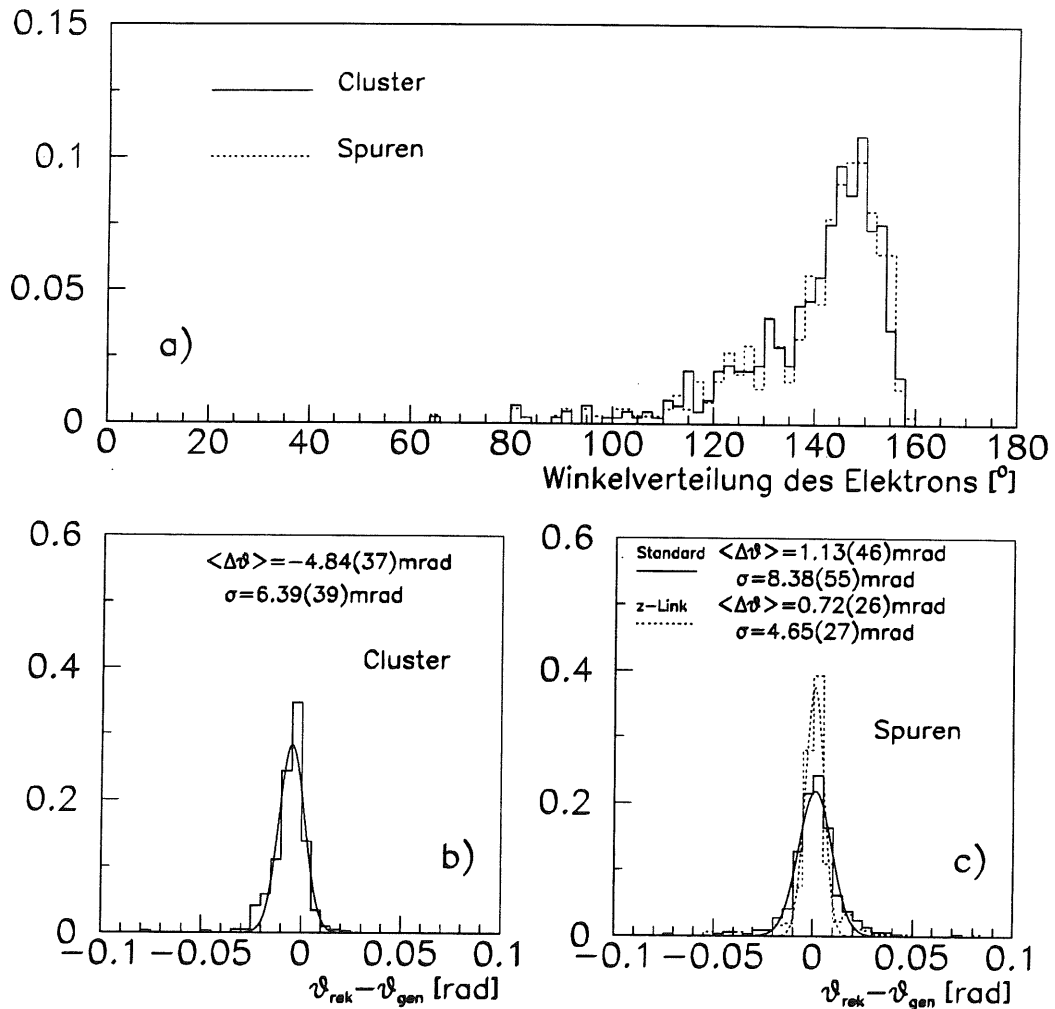 0.15
Cluster
Spuren
0.1
0.05
a)
0
0 20 40 60 80 100 120 140 160 180
Winkelverteilung des Elektrons [°]
0.6
<Δϑ>=−4.84(37)mrad
σ=6.39(39)mrad
Cluster
0.4
0.2
b)
0
−0.1 −0.05 0 0.05 0.1
ϑrek−ϑgen [rad]
0.6
Standard <Δϑ>=1.13(46)mrad
σ=8.38(55)mrad
z−Link <Δϑ>=0.72(26)mrad
σ=4.65(27)mrad
0.4
Spuren
0.2
c)
0
−0.1 −0.05 0 0.05 0.1
ϑrek−ϑgen [rad]